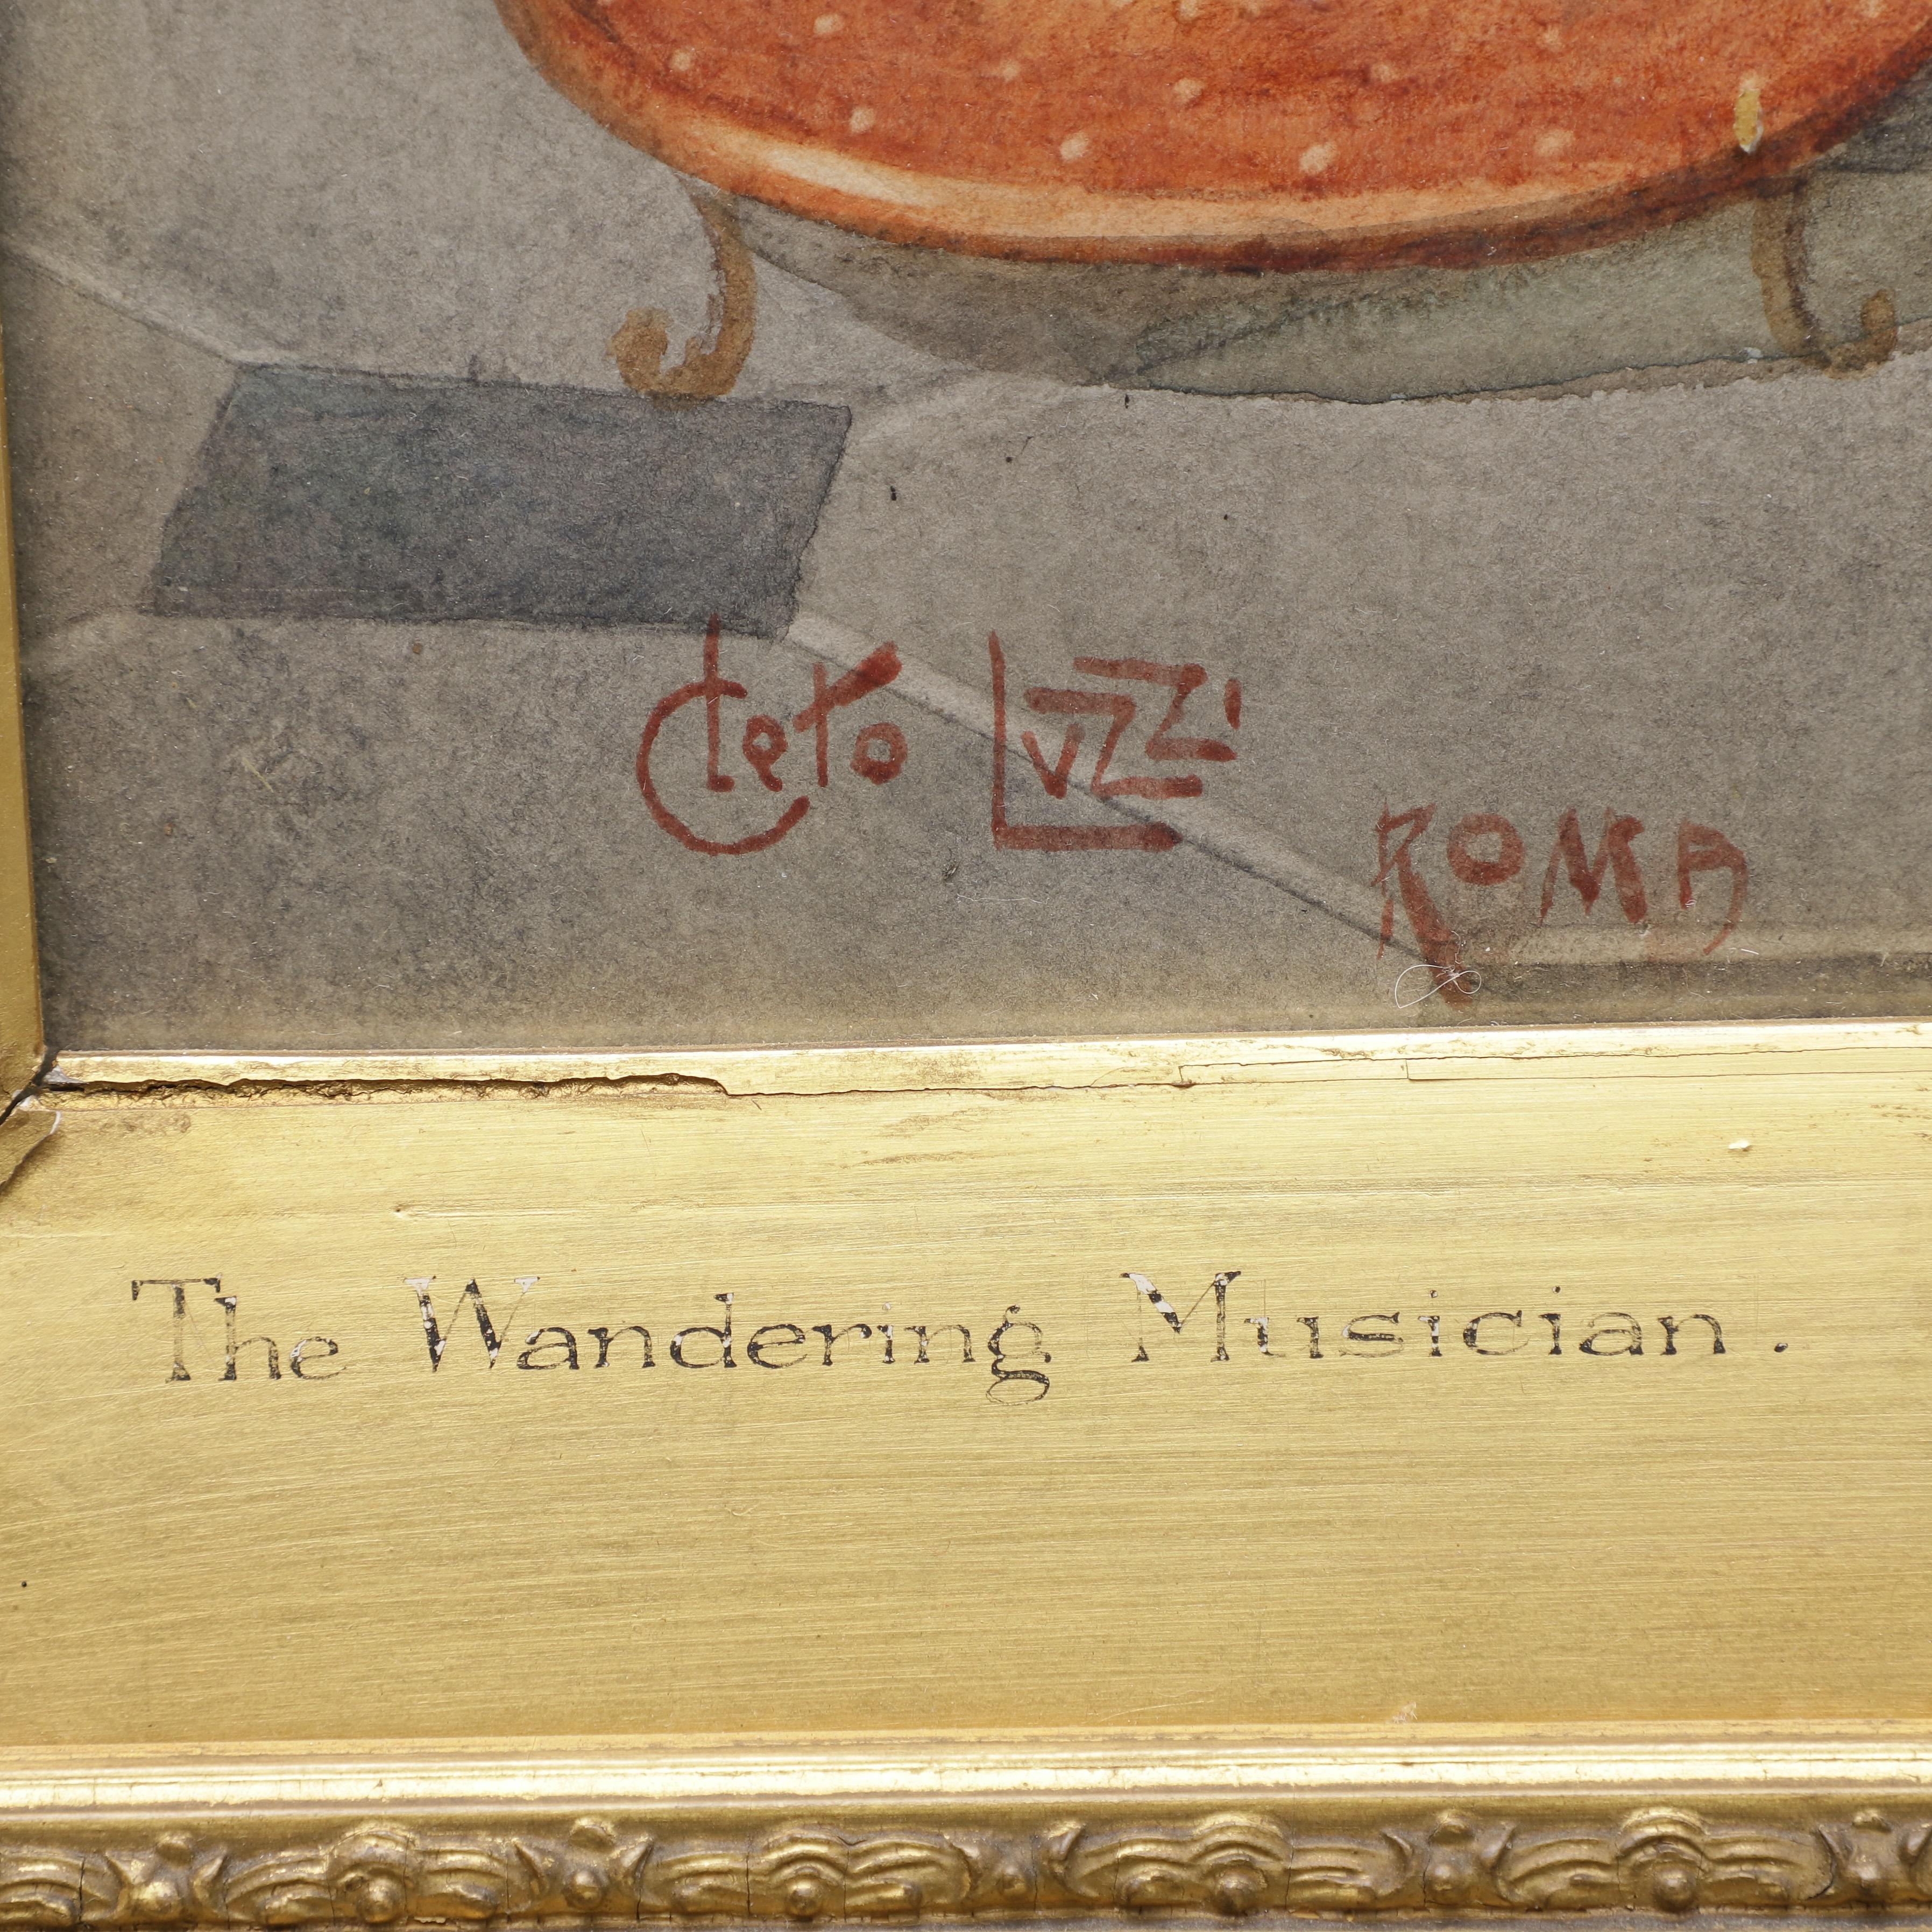 Cleto Luzzi
ROMA
The Wandering Musician.